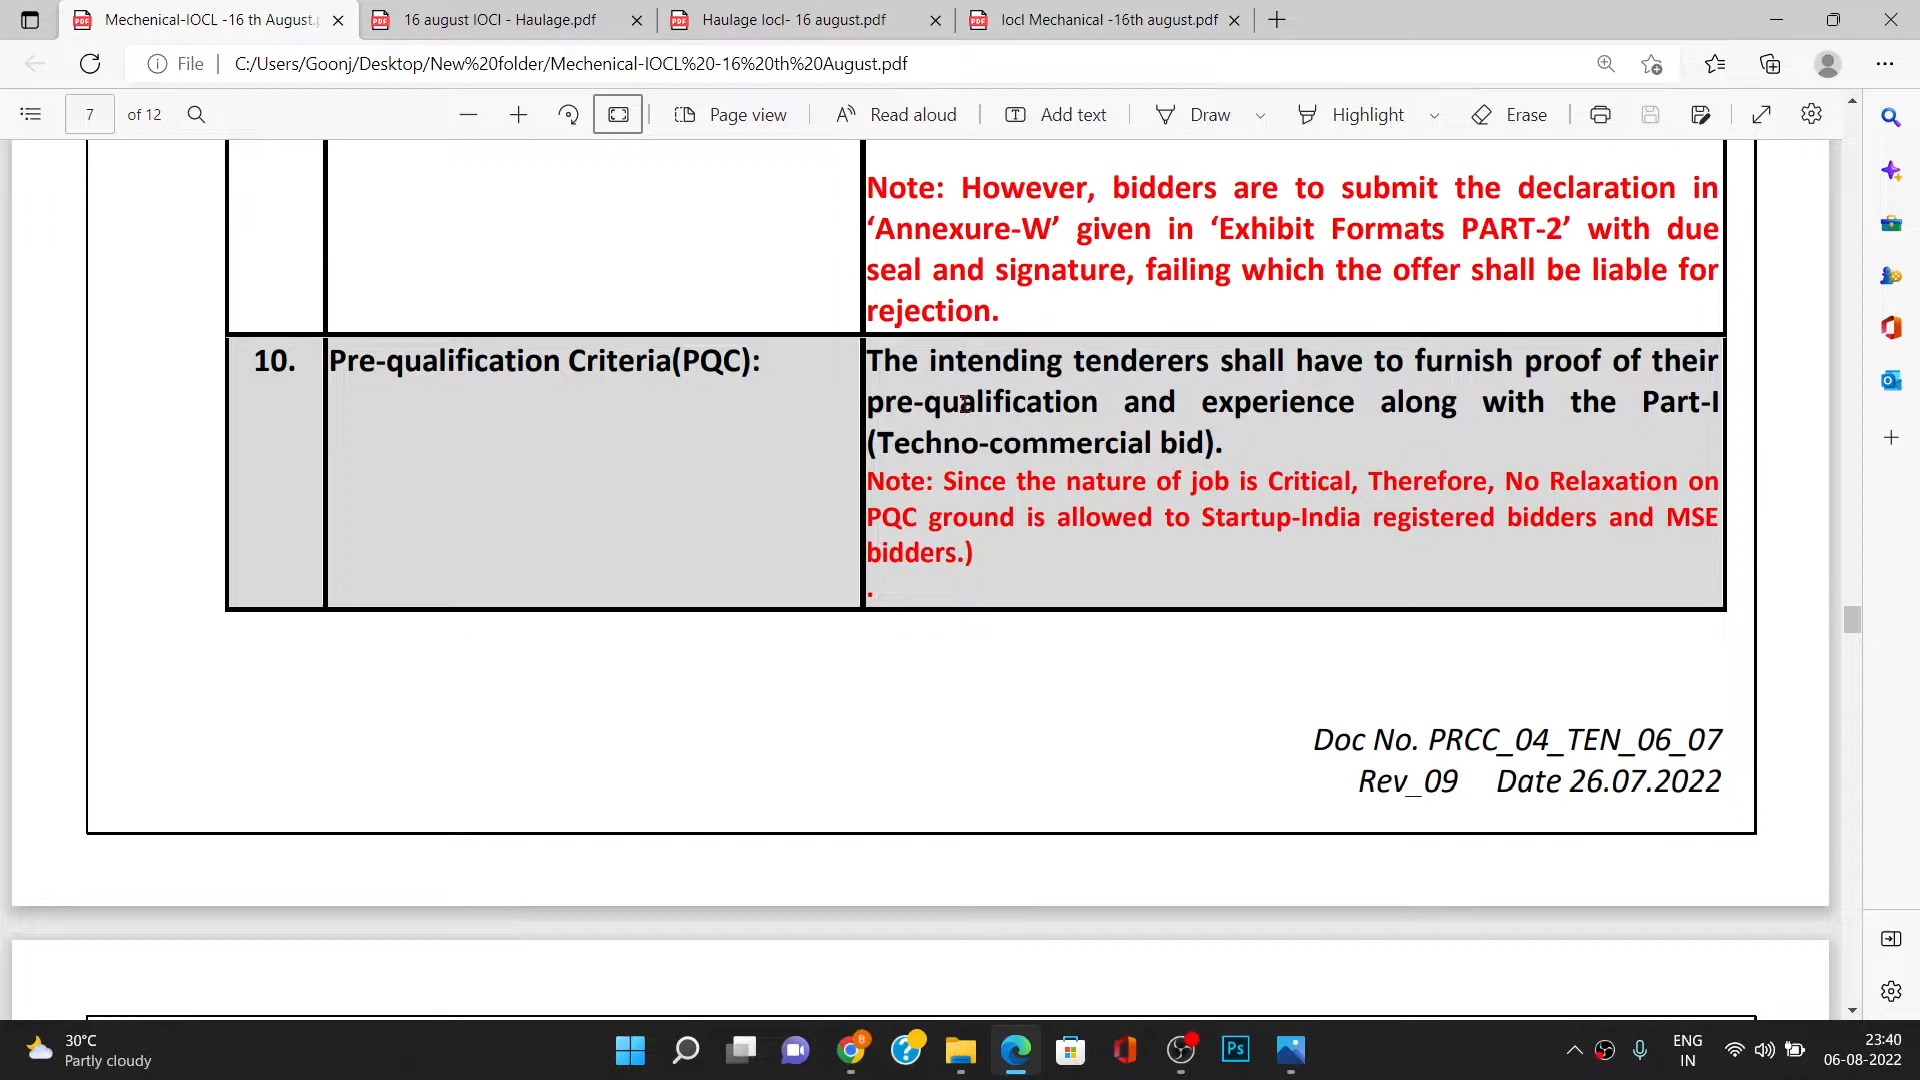 Mechenical-IOCL -16 th August.
16 august IOCl - Haulage.pdf
Haulage Iocl- 16 august.pdf
Iocl Mechanical -16th august.pdf
File
C:/Users/Goonj/Desktop/New%20folder/Mechenical-IOCL%20-16%20th%20August.pdf
7 of 12
Page view
Read aloud
Add text
Draw
Highlight
Erase
Note: However, bidders are to submit the declaration in
‘Annexure-W’ given in ‘Exhibit Formats PART-2’ with due
seal and signature, failing which the offer shall be liable for
rejection.
10.
Pre-qualification Criteria(PQC):
The intending tenderers shall have to furnish proof of their
pre-qualification and experience along with the Part-I
(Techno-commercial bid).
Note: Since the nature of job is Critical, Therefore, No Relaxation on
PQC ground is allowed to Startup-India registered bidders and MSE
bidders.)
.
Doc No. PRCC_04_TEN_06_07
Rev_09 Date 26.07.2022
30°C
Partly cloudy
B
Ps
ENG
IN
23:40
06-08-2022